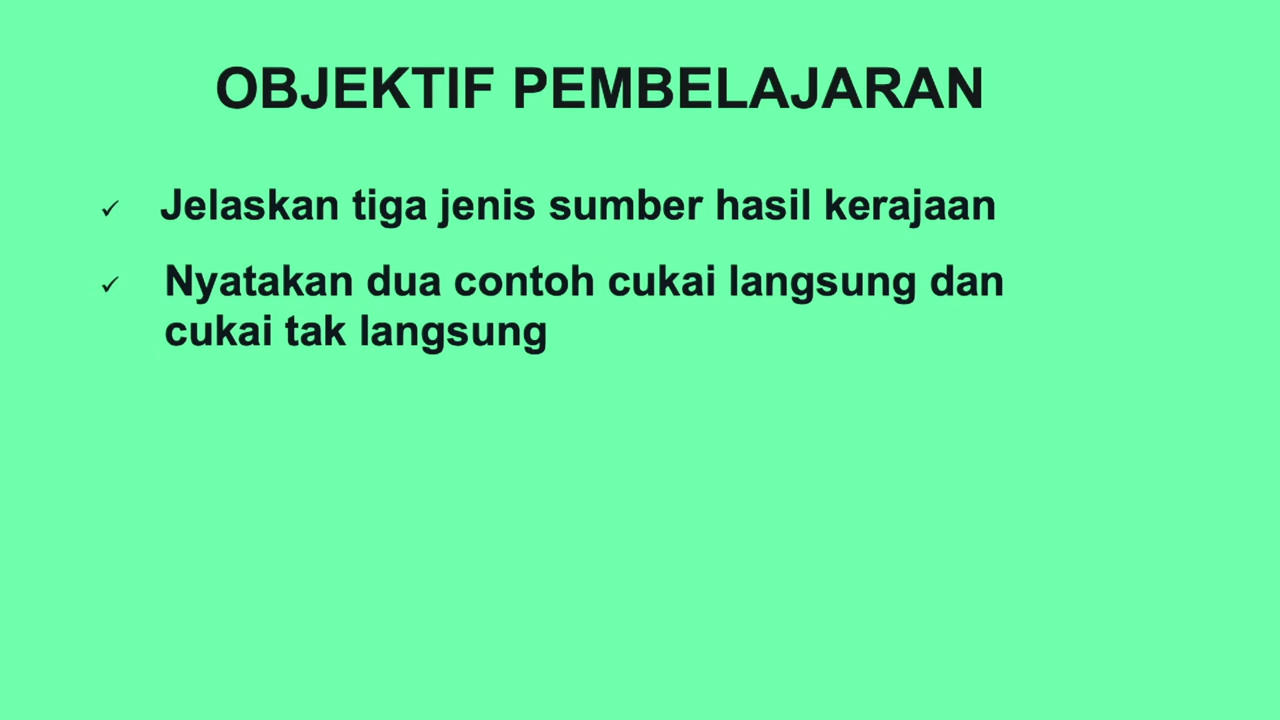 OBJEKTIF PEMBELAJARAN
✓ Jelaskan tiga jenis sumber hasil kerajaan
✓ Nyatakan dua contoh cukai langsung dan
cukai tak langsung